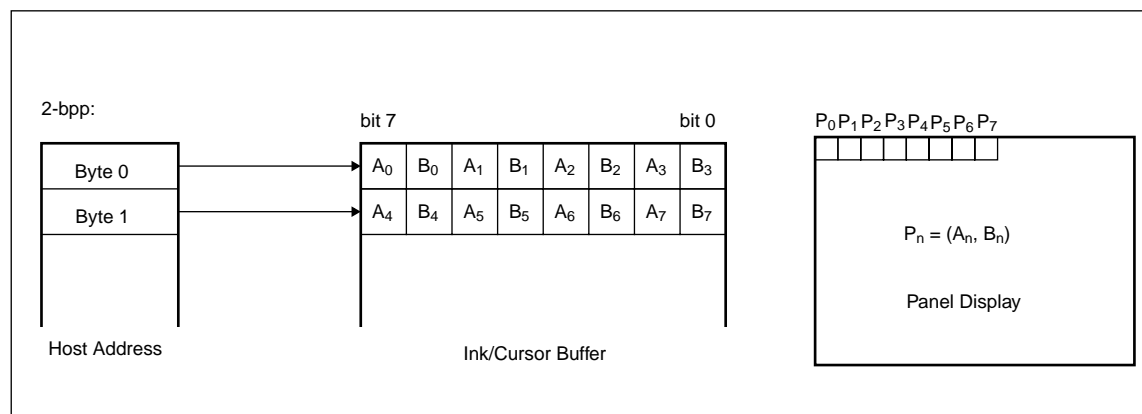 2-bpp:
bit 7 bit 0
P0 P1 P2 P3 P4 P5 P6 P7
Byte 0
A0 B0 A1 B1 A2 B2 A3 B3
Byte 1
A4 B4 A5 B5 A6 B6 A7 B7
Pn = (An, Bn)
Panel Display
Host Address
Ink/Cursor Buffer